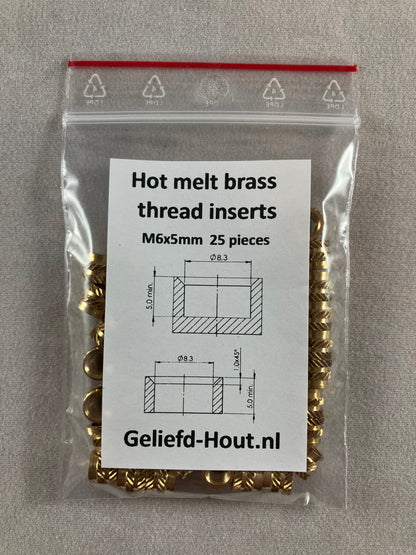 Hot melt brass
thread inserts
M6x5mm 25 pieces
Ø8.3
5.0 min.
Ø8.3
1.0x45°
5.0 min.
Geliefd-Hout.nl